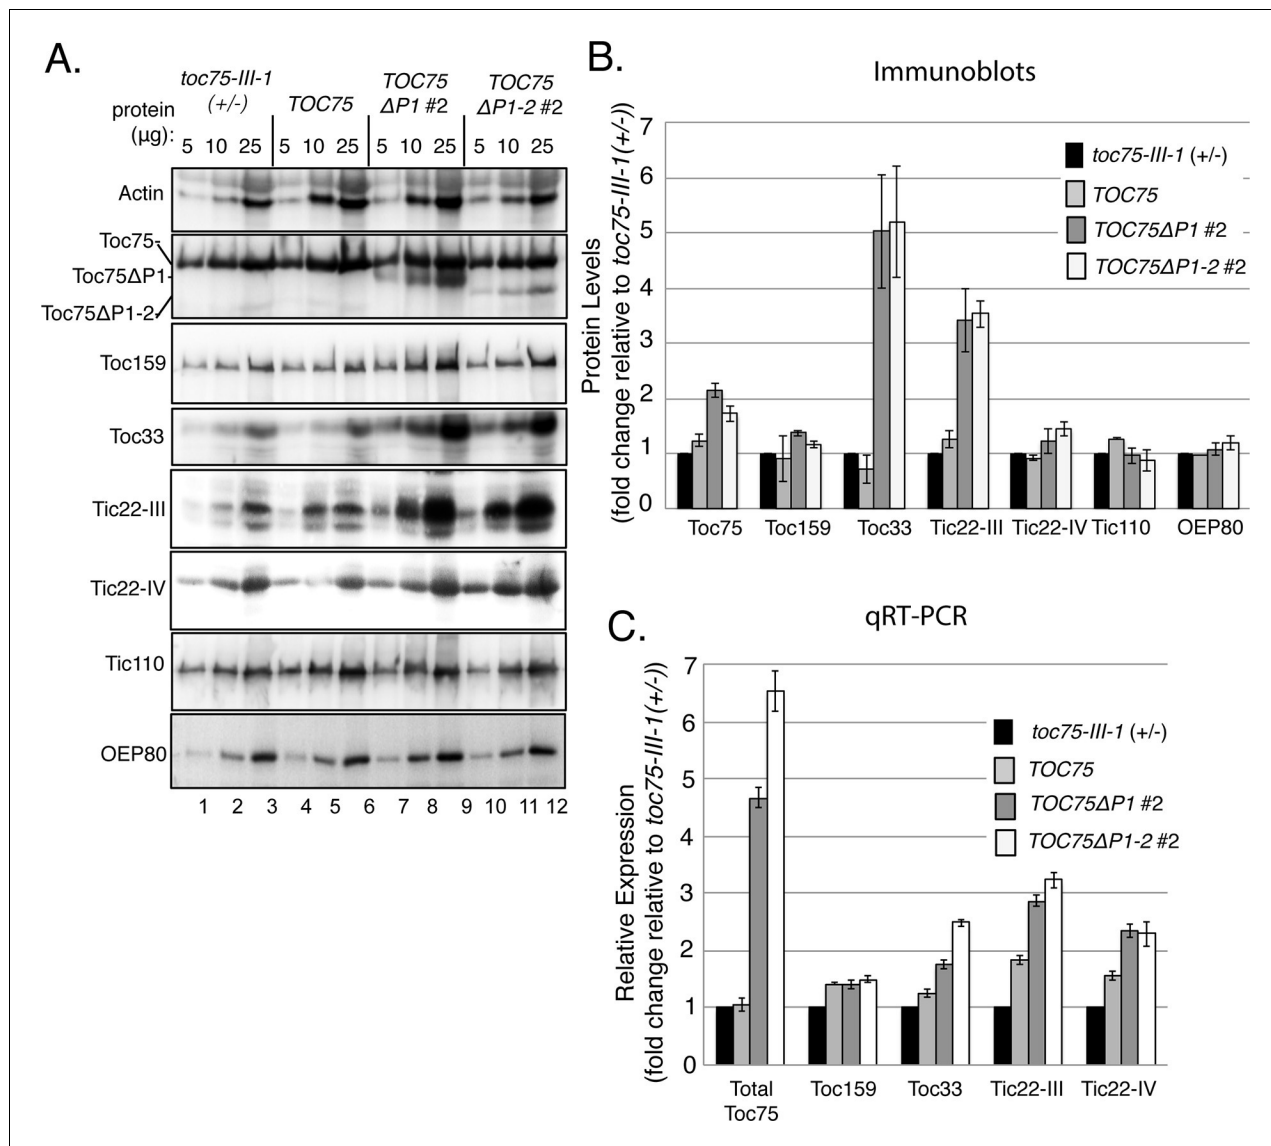 A.
toc75-III-1
(+/-)
TOC75
TOC75
ΔP1 #2
TOC75
ΔP1-2 #2
protein
(μg):
5 10 25 5 10 25 5 10 25 5 10 25
Actin
Toc75-
Toc75ΔP1-
Toc75ΔP1-2-
Toc159
Toc33
Tic22-III
Tic22-IV
Tic110
OEP80
1 2 3 4 5 6 7 8 9 10 11 12
B.
Immunoblots
Protein Levels
(fold change relative to toc75-III-1(+/-))
7
6
5
4
3
2
1
0
toc75-III-1 (+/-)
TOC75
TOC75ΔP1 #2
TOC75ΔP1-2 #2
Toc75 Toc159 Toc33 Tic22-III Tic22-IV Tic110 OEP80
C.
qRT-PCR
Relative Expression
(fold change relative to toc75-III-1(+/-))
7
6
5
4
3
2
1
0
toc75-III-1 (+/-)
TOC75
TOC75ΔP1 #2
TOC75ΔP1-2 #2
Total Toc159 Toc33 Tic22-III Tic22-IV
Toc75